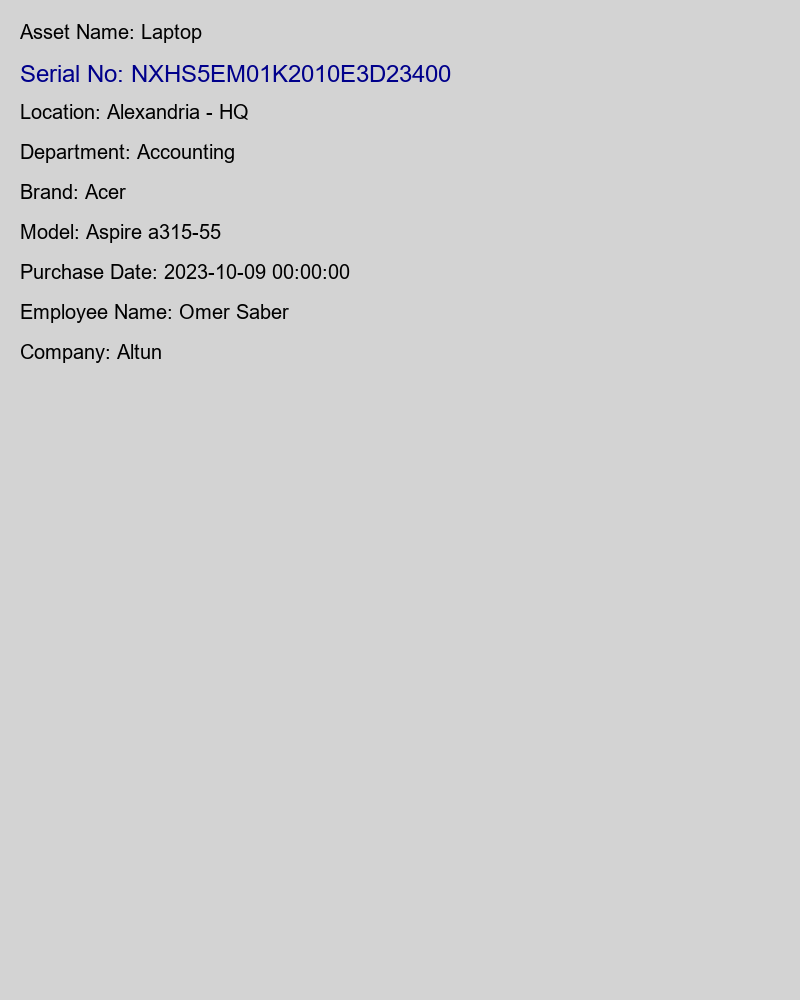 Asset Name: Laptop
Serial No: NXHS5EM01K2010E3D23400
Location: Alexandria - HQ
Department: Accounting
Brand: Acer
Model: Aspire a315-55
Purchase Date: 2023-10-09 00:00:00
Employee Name: Omer Saber
Company: Altun